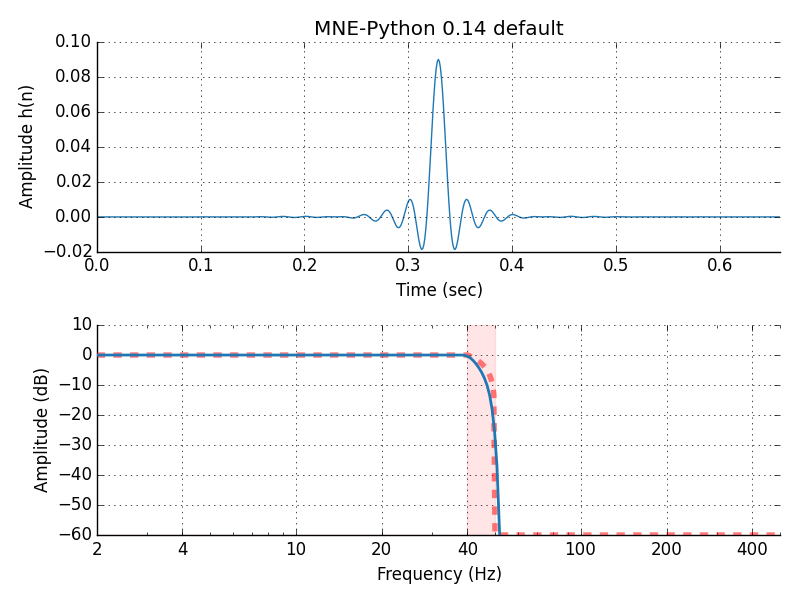 MNE-Python 0.14 default
Amplitude h(n)
0.10
0.08
0.06
0.04
0.02
0.00
−0.02
0.0 0.1 0.2 0.3 0.4 0.5 0.6
Time (sec)
Amplitude (dB)
10
0
−10
−20
−30
−40
−50
−60
2 4 10 20 40 100 200 400
Frequency (Hz)